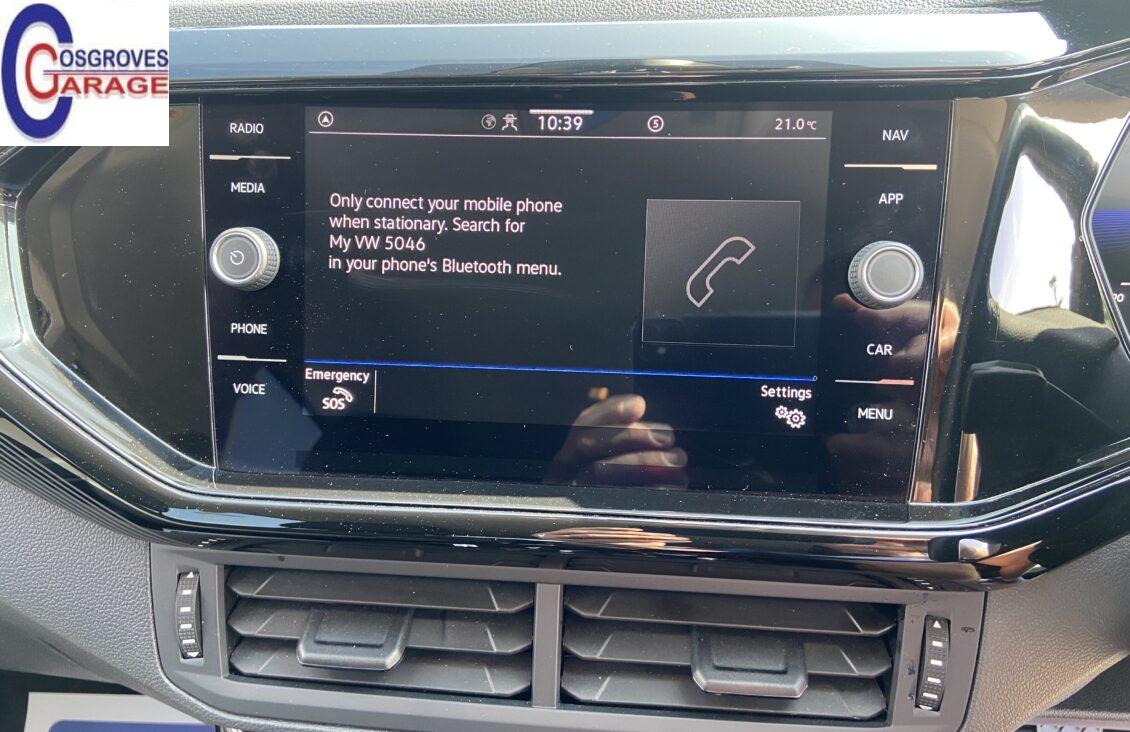 COSGROVES
GARAGE
RADIO
MEDIA
PHONE
VOICE
10:39
5
21.0°C
Only connect your mobile phone
when stationary. Search for
My VW 5046
in your phone's Bluetooth menu.
Emergency
SOS
Settings
NAV
APP
CAR
MENU